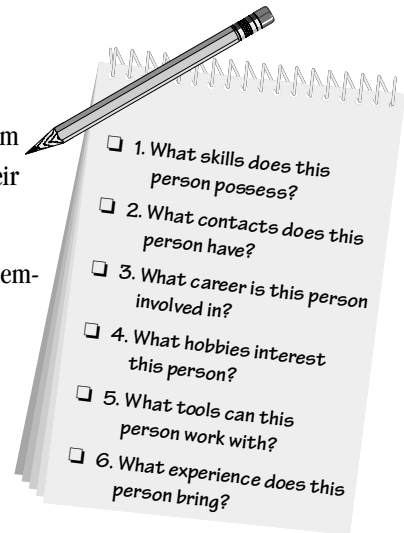 m
eir
em-
❏ 1. What skills does this
person possess?
❏ 2. What contacts does this
person have?
❏ 3. What career is this person
involved in?
❏ 4. What hobbies interest
this person?
❏ 5. What tools can this
person work with?
❏ 6. What experience does this
person bring?